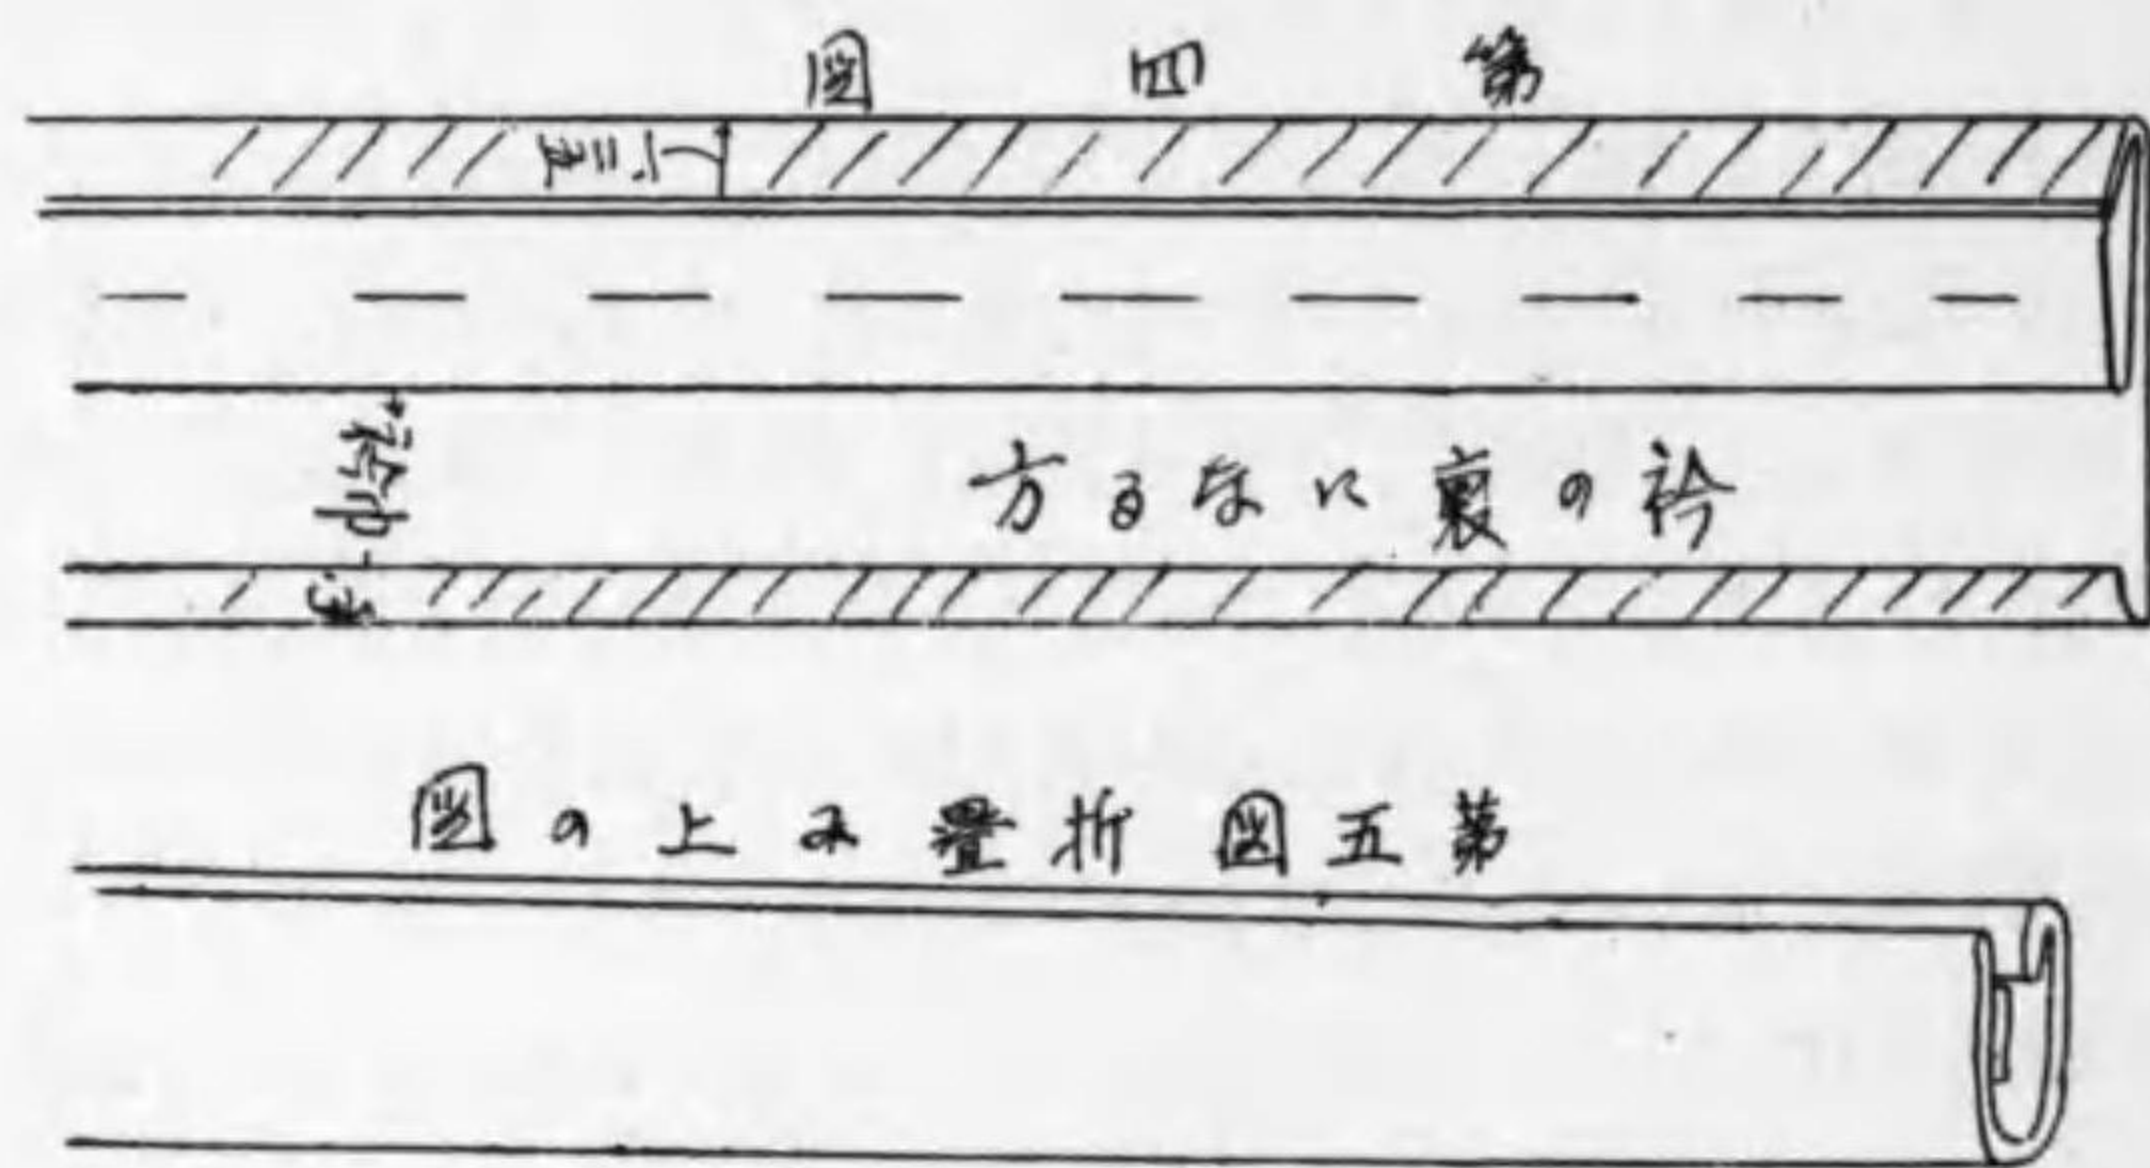 第四図
衿の裏になる方
第五図 折畳み上の図